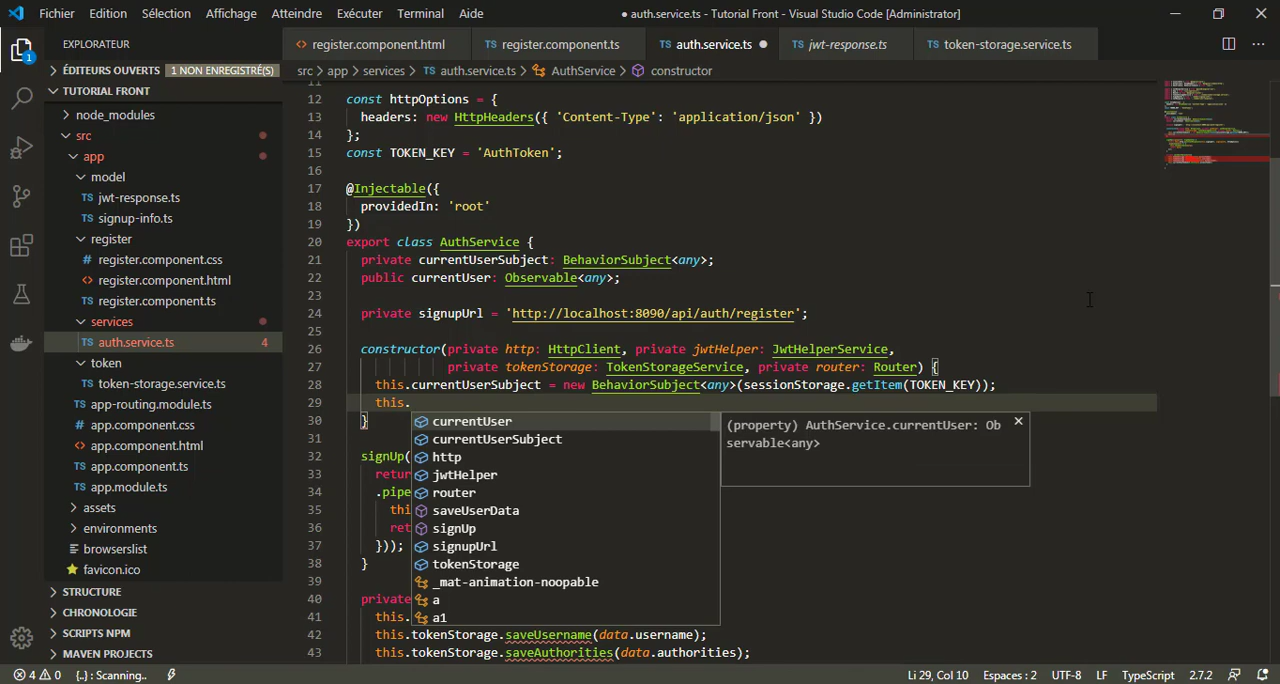 Fichier Edition Sélection Affichage Atteindre Exécuter Terminal Aide ● auth.service.ts - Tutorial Front - Visual Studio Code [Administrator]
EXPLORATEUR
register.component.html register.component.ts auth.service.ts jwt-response.ts token-storage.service.ts
ÉDITEURS OUVERTS 1 NON ENREGISTRÉ(S)
src > app > services > TS auth.service.ts > AuthService > constructor
TUTORIAL FRONT
node_modules
src
app
model
TS jwt-response.ts
TS signup-info.ts
register
# register.component.css
<> register.component.html
TS register.component.ts
services
TS auth.service.ts 4
token
TS token-storage.service.ts
TS app-routing.module.ts
# app.component.css
<> app.component.html
TS app.component.ts
TS app.module.ts
assets
environments
browserslist
favicon.ico
STRUCTURE
CHRONOLOGIE
SCRIPTS NPM
MAVEN PROJECTS
11
12 const httpOptions = {
13 headers: new HttpHeaders({ 'Content-Type': 'application/json' })
14 };
15 const TOKEN_KEY = 'AuthToken';
16
17 @Injectable({
18 providedIn: 'root'
19 })
20 export class AuthService {
21 private currentUserSubject: BehaviorSubject<any>;
22 public currentUser: Observable<any>;
23
24 private signupUrl = 'http://localhost:8090/api/auth/register';
25
26 constructor(private http: HttpClient, private jwtHelper: JwtHelperService,
27 private tokenStorage: TokenStorageService, private router: Router) {
28 this.currentUserSubject = new BehaviorSubject<any>(sessionStorage.getItem(TOKEN_KEY));
29 this.
30 }
31
32 signUp(
33 retur
34 .pipe
35 thi
36 ret
37 }));
38 }
39
40 private
41 this.
42 this.tokenStorage.saveUsername(data.username);
43 this.tokenStorage.saveAuthorities(data.authorities);
currentUser
currentUserSubject
http
jwtHelper
router
saveUserData
signUp
signupUrl
tokenStorage
_mat-animation-noopable
a
a1
(property) AuthService.currentUser: Ob
servable<any>
4 0 {..} : Scanning.. Li 29, Col 10 Espaces : 2 UTF-8 LF TypeScript 2.7.2